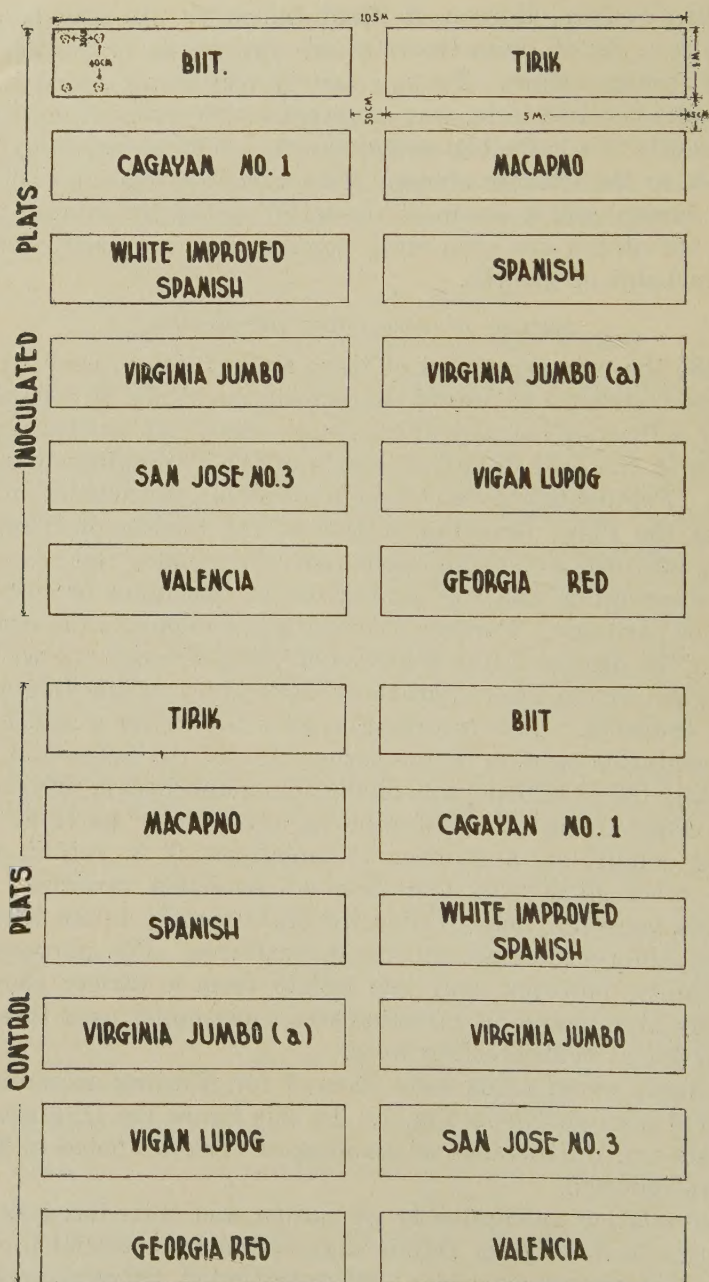 10.5 M
BIIT.
TIRIK
40CM
1 M.
50 CM.
5 M.
CAGAYAN NO. 1
MACAPNO
WHITE IMPROVED
SPANISH
SPANISH
VIRGINIA JUMBO
VIRGINIA JUMBO (a)
SAN JOSE NO.3
VIGAN LUPOG
VALENCIA
GEORGIA RED
INOCULATED PLATS
TIRIK
BIIT
MACAPNO
CAGAYAN NO. 1
SPANISH
WHITE IMPROVED
SPANISH
VIRGINIA JUMBO (a)
VIRGINIA JUMBO
VIGAN LUPOG
SAN JOSE NO. 3
GEORGIA RED
VALENCIA
CONTROL PLATS